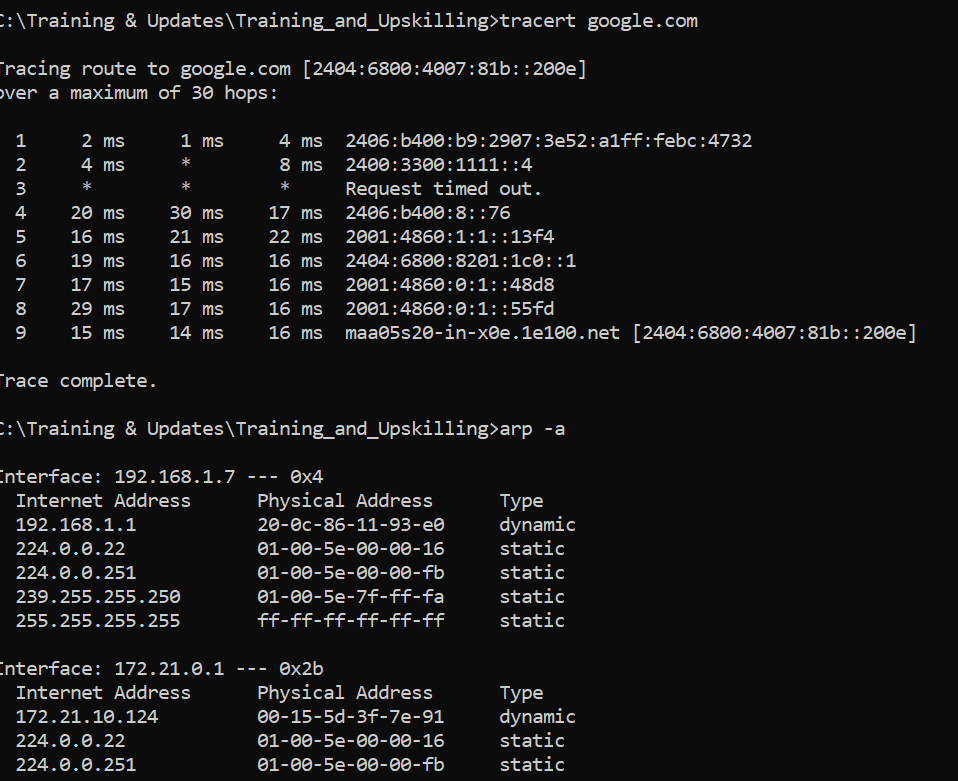 C:\Training & Updates\Training_and_Upskilling>tracert google.com
Tracing route to google.com [2404:6800:4007:81b::200e]
over a maximum of 30 hops:
1 2 ms 1 ms 4 ms 2406:b400:b9:2907:3e52:a1ff:febc:4732
2 4 ms * 8 ms 2400:3300:1111::4
3 * * * Request timed out.
4 20 ms 30 ms 17 ms 2406:b400:8::76
5 16 ms 21 ms 22 ms 2001:4860:1:1::13f4
6 19 ms 16 ms 16 ms 2404:6800:8201:1c0::1
7 17 ms 15 ms 16 ms 2001:4860:0:1::48d8
8 29 ms 17 ms 16 ms 2001:4860:0:1::55fd
9 15 ms 14 ms 16 ms maa05s20-in-x0e.1e100.net [2404:6800:4007:81b::200e]
Trace complete.
C:\Training & Updates\Training_and_Upskilling>arp -a
Interface: 192.168.1.7 --- 0x4
Internet Address Physical Address Type
192.168.1.1 20-0c-86-11-93-e0 dynamic
224.0.0.22 01-00-5e-00-00-16 static
224.0.0.251 01-00-5e-00-00-fb static
239.255.255.250 01-00-5e-7f-ff-fa static
255.255.255.255 ff-ff-ff-ff-ff-ff static
Interface: 172.21.0.1 --- 0x2b
Internet Address Physical Address Type
172.21.10.124 00-15-5d-3f-7e-91 dynamic
224.0.0.22 01-00-5e-00-00-16 static
224.0.0.251 01-00-5e-00-00-fb static